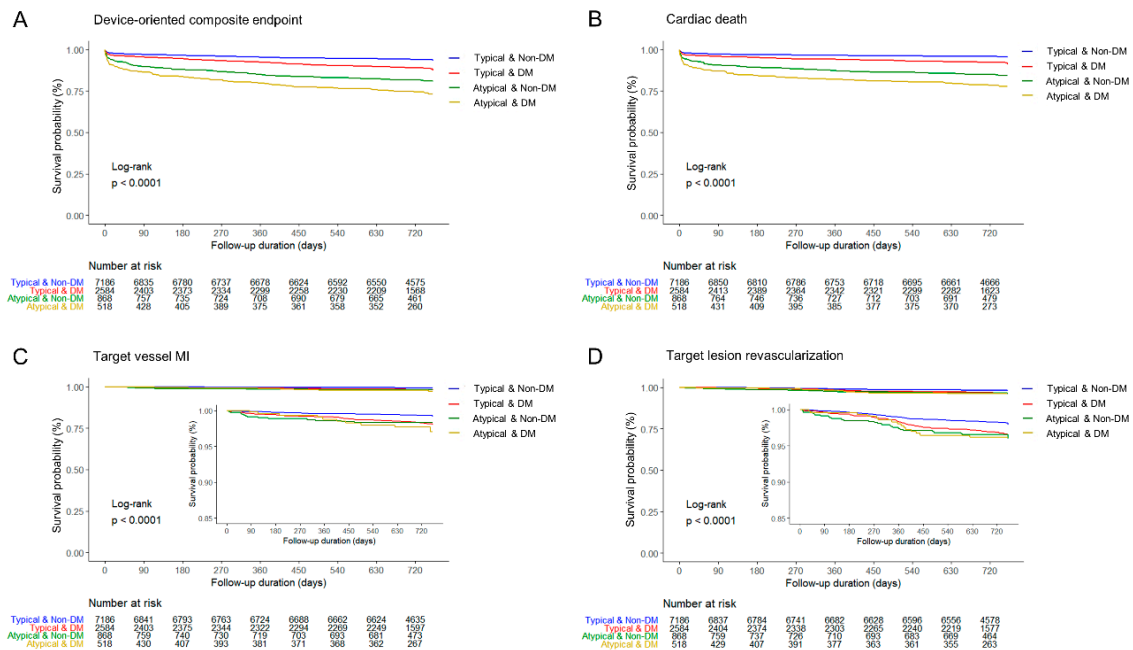 A
Device-oriented composite endpoint
Survival probability (%)
1.00
0.75
0.50
0.25
0.00
Typical & Non-DM
Typical & DM
Atypical & Non-DM
Atypical & DM
Log-rank
p < 0.0001
0 90 180 270 360 450 540 630 720
Follow-up duration (days)
Number at risk
Typical & Non-DM 7186 6835 6780 6737 6678 6624 6592 6550 4575
Typical & DM 2584 2403 2373 2334 2299 2258 2230 2209 1568
Atypical & Non-DM 868 757 735 724 708 690 679 665 461
Atypical & DM 518 428 405 389 375 361 358 352 260
B
Cardiac death
Survival probability (%)
1.00
0.75
0.50
0.25
0.00
Typical & Non-DM
Typical & DM
Atypical & Non-DM
Atypical & DM
Log-rank
p < 0.0001
0 90 180 270 360 450 540 630 720
Follow-up duration (days)
Number at risk
Typical & Non-DM 7186 6850 6810 6786 6753 6718 6695 6661 4666
Typical & DM 2584 2413 2389 2364 2342 2321 2299 2282 1623
Atypical & Non-DM 868 764 746 736 727 712 703 691 479
Atypical & DM 518 431 409 395 385 377 375 370 273
C
Target vessel MI
Survival probability (%)
1.00
0.75
0.50
0.25
0.00
Typical & Non-DM
Typical & DM
Atypical & Non-DM
Atypical & DM
Survival probability (%)
1.00
0.95
0.90
0.85
0 90 180 270 360 450 540 630 720
Follow-up duration (days)
Log-rank
p < 0.0001
0 90 180 270 360 450 540 630 720
Follow-up duration (days)
Number at risk
Typical & Non-DM 7186 6841 6793 6763 6724 6688 6662 6624 4635
Typical & DM 2584 2403 2375 2344 2322 2294 2269 2249 1597
Atypical & Non-DM 868 759 740 730 719 703 693 681 473
Atypical & DM 518 430 407 393 381 371 368 362 267
D
Target lesion revascularization
Survival probability (%)
1.00
0.75
0.50
0.25
0.00
Typical & Non-DM
Typical & DM
Atypical & Non-DM
Atypical & DM
Survival probability (%)
1.00
0.95
0.90
0.85
0 90 180 270 360 450 540 630 720
Follow-up duration (days)
Log-rank
p < 0.0001
0 90 180 270 360 450 540 630 720
Follow-up duration (days)
Number at risk
Typical & Non-DM 7186 6837 6784 6741 6682 6628 6596 6556 4578
Typical & DM 2584 2404 2374 2338 2303 2265 2240 2219 1577
Atypical & Non-DM 868 759 737 726 710 693 683 669 464
Atypical & DM 518 429 407 391 377 363 361 355 263